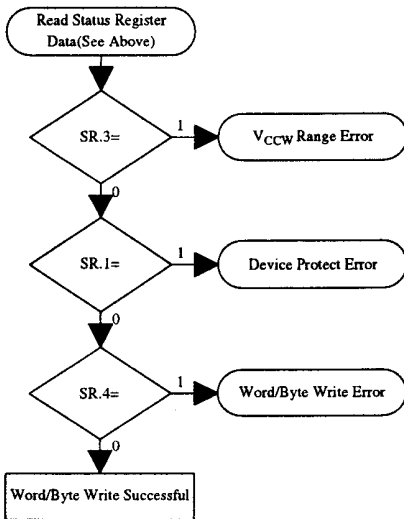 Read Status Register
Data(See Above)
SR.3=
1
VCCW Range Error
0
SR.1=
1
Device Protect Error
0
SR.4=
1
Word/Byte Write Error
0
Word/Byte Write Successful